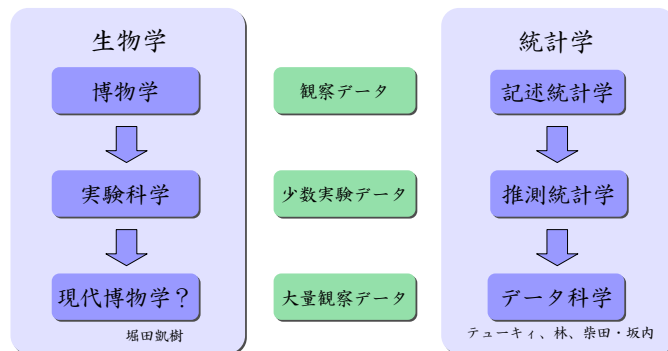 生物学
博物学
実験科学
現代博物学？
堀田凱樹
観察データ
少数実験データ
大量観察データ
統計学
記述統計学
推測統計学
データ科学
テューキィ、林、柴田・坂内